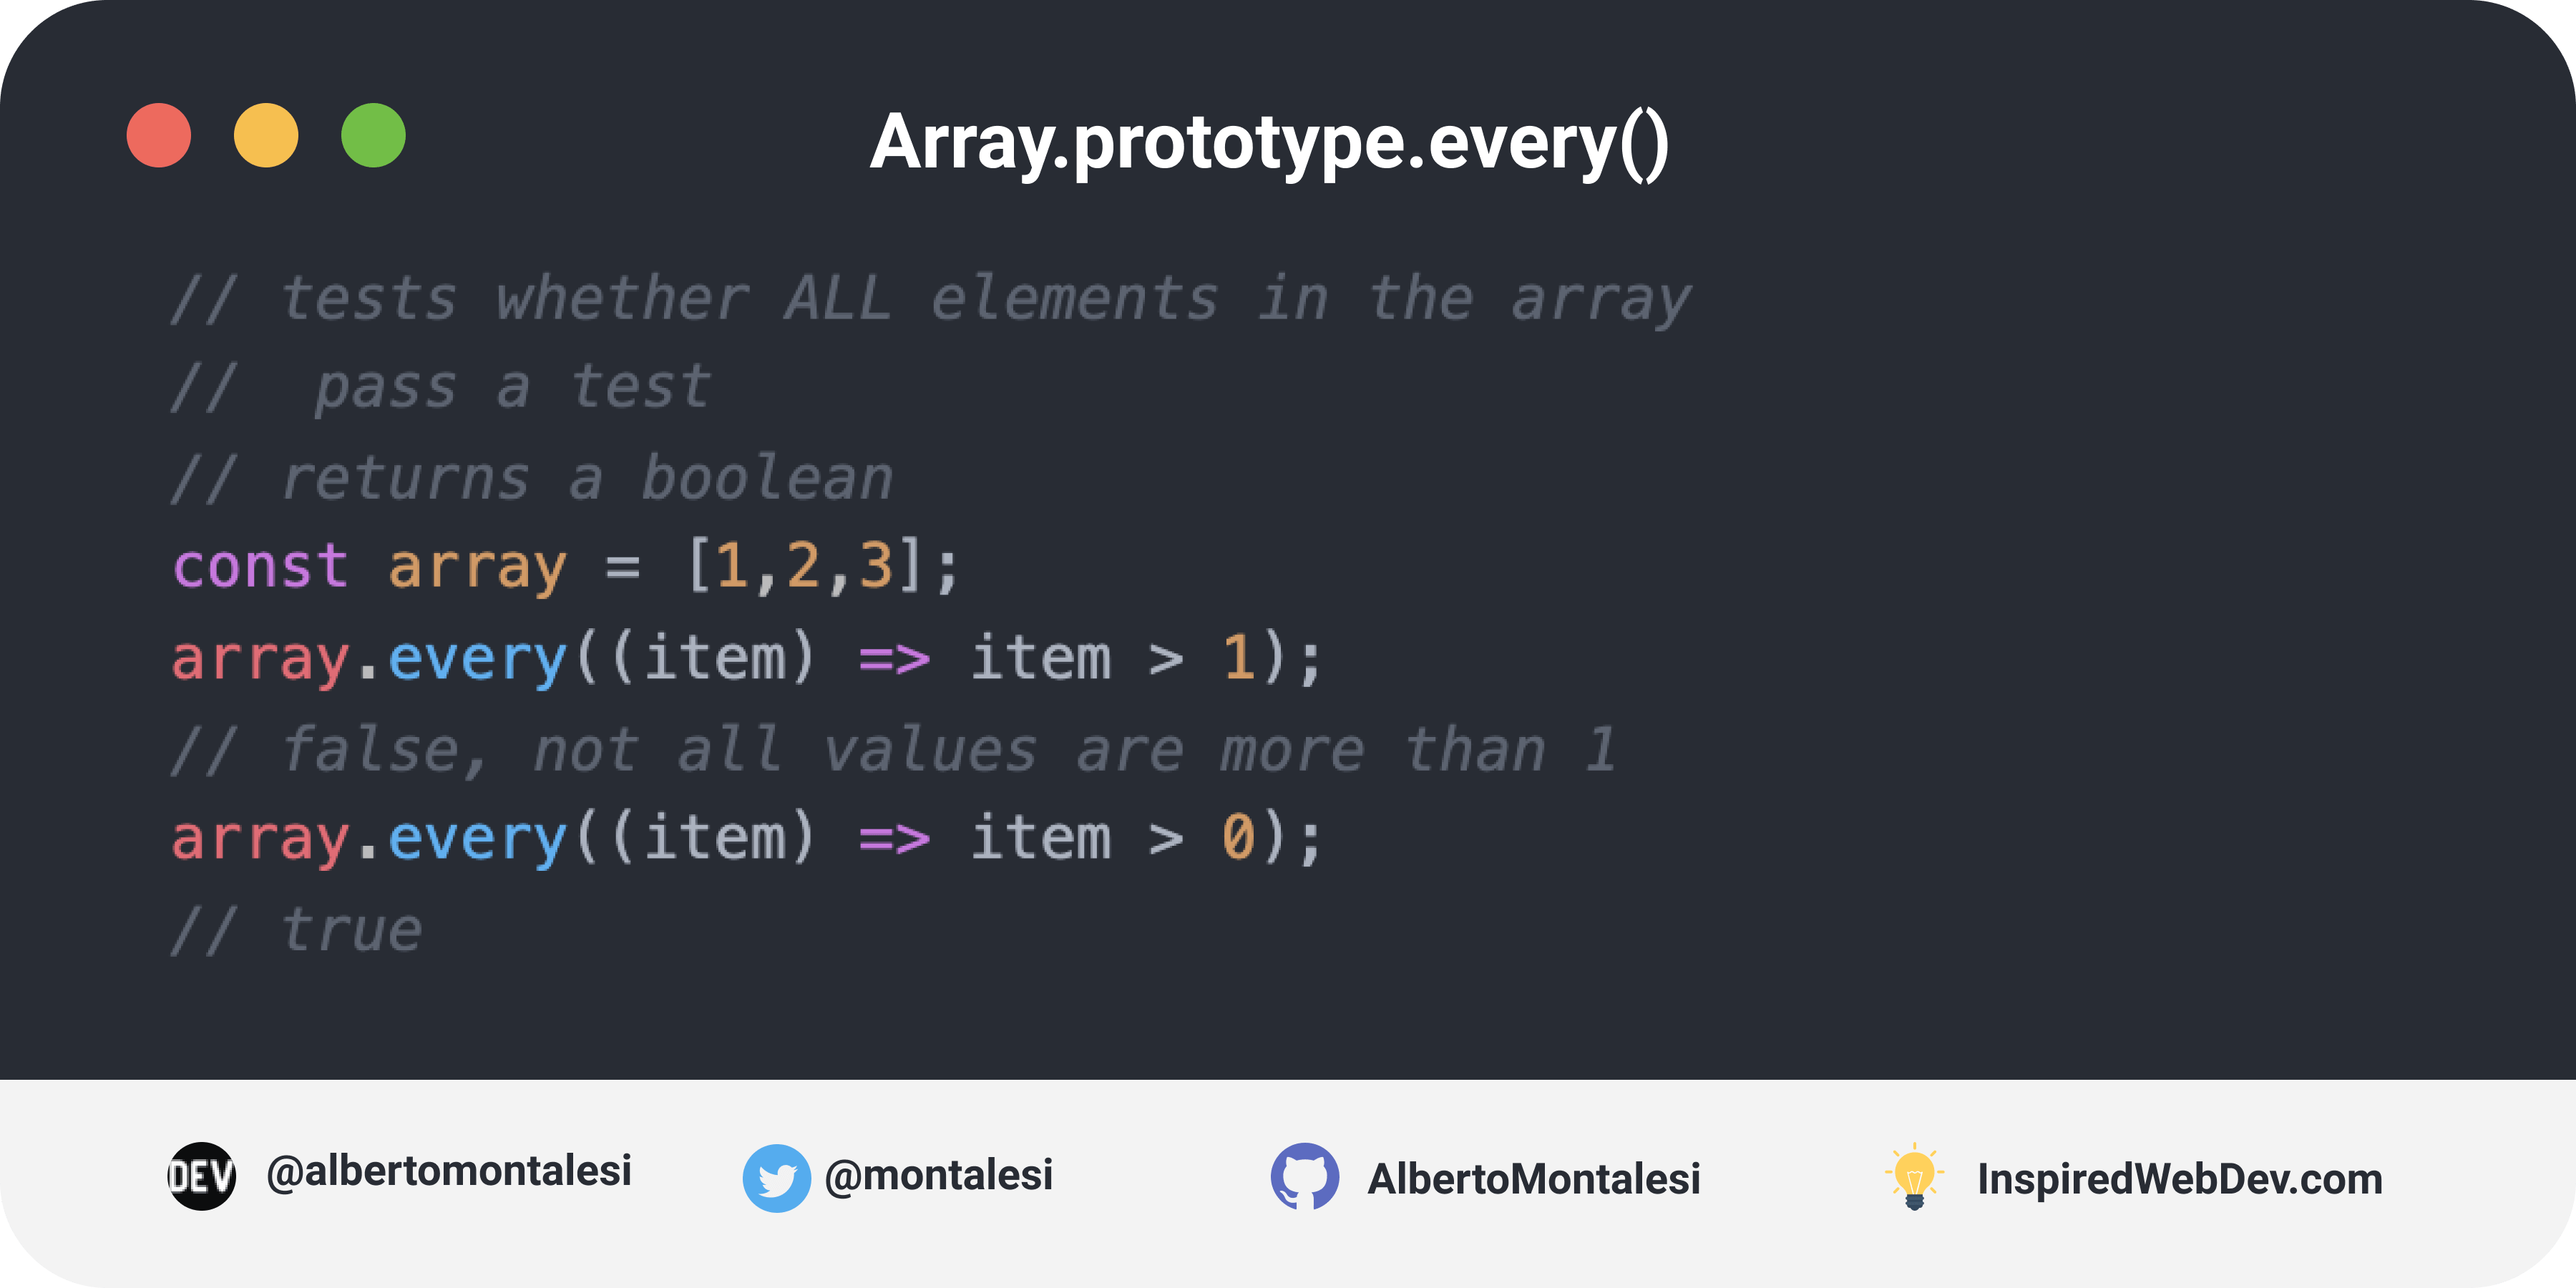 Array.prototype.every()
// tests whether ALL elements in the array
//  pass a test
// returns a boolean
const array = [1,2,3];
array.every((item) => item > 1);
// false, not all values are more than 1
array.every((item) => item > 0);
// true
DEV @albertomontalesi
@montalesi
AlbertoMontalesi
InspiredWebDev.com